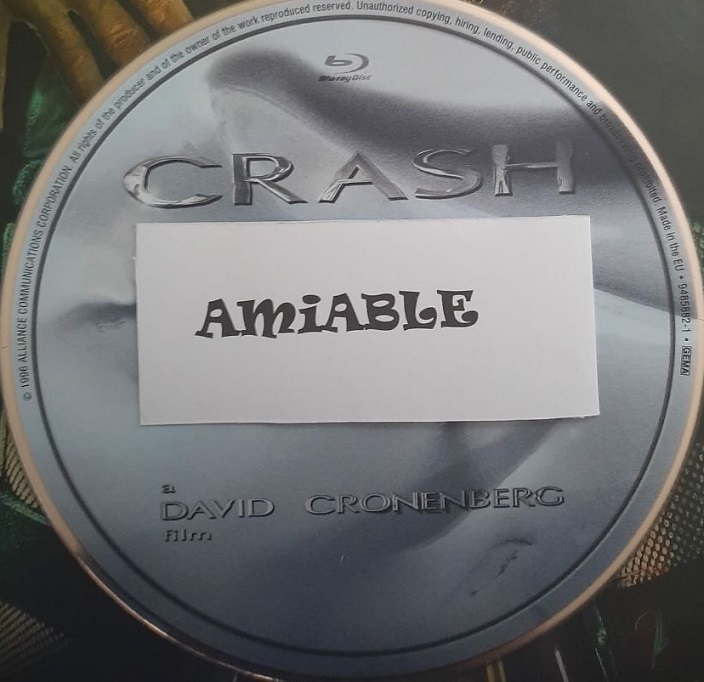 © 1996 ALLIANCE COMMUNICATIONS CORPORATION. All rights of the producer and of the owner of the work reproduced reserved. Unauthorized copying, hiring, lending, public performance and broadcasting prohibited. Made in the EU • 9485892-1 • GEMA
Blu-ray Disc
CRASH
AMiABLE
a
DAVID CRONENBERG
film